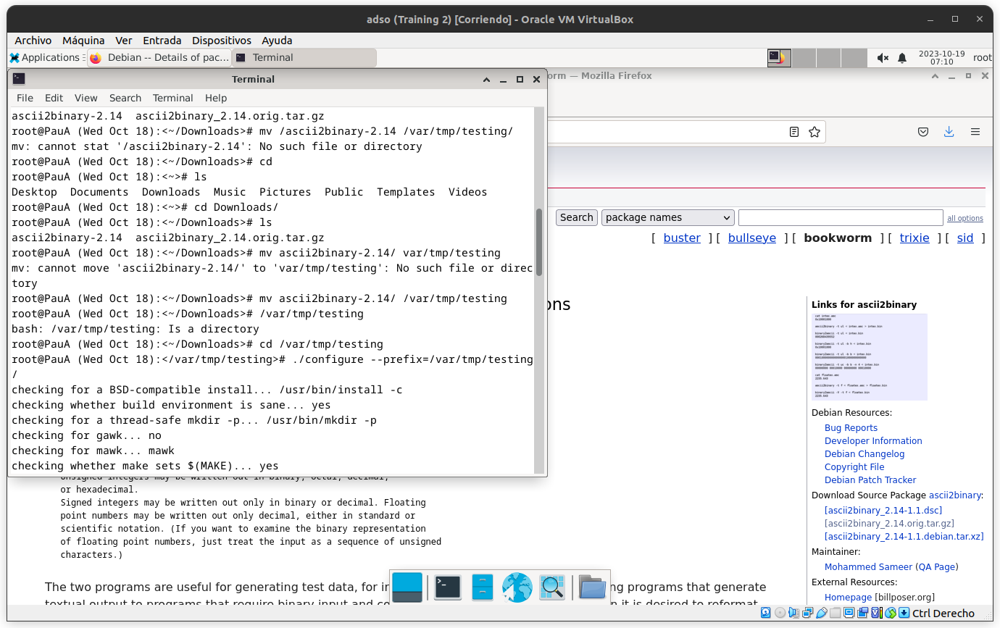 adso (Training 2) [Corriendo] - Oracle VM VirtualBox
Archivo Máquina Ver Entrada Dispositivos Ayuda
Applications Debian -- Details of pac... Terminal 2023-10-19 07:10 root
Terminal
orm — Mozilla Firefox
File Edit View Search Terminal Help
ascii2binary-2.14  ascii2binary_2.14.orig.tar.gz
root@PauA (Wed Oct 18):<~/Downloads># mv /ascii2binary-2.14 /var/tmp/testing/
mv: cannot stat '/ascii2binary-2.14': No such file or directory
root@PauA (Wed Oct 18):<~/Downloads># cd
root@PauA (Wed Oct 18):<~># ls
Desktop  Documents  Downloads  Music  Pictures  Public  Templates  Videos
root@PauA (Wed Oct 18):<~># cd Downloads/
root@PauA (Wed Oct 18):<~/Downloads># ls
ascii2binary-2.14  ascii2binary_2.14.orig.tar.gz
root@PauA (Wed Oct 18):<~/Downloads># mv ascii2binary-2.14/ var/tmp/testing
mv: cannot move 'ascii2binary-2.14/' to 'var/tmp/testing': No such file or direc
tory
root@PauA (Wed Oct 18):<~/Downloads># mv ascii2binary-2.14/ /var/tmp/testing
root@PauA (Wed Oct 18):<~/Downloads># /var/tmp/testing
bash: /var/tmp/testing: Is a directory
root@PauA (Wed Oct 18):<~/Downloads># cd /var/tmp/testing
root@PauA (Wed Oct 18):</var/tmp/testing># ./configure --prefix=/var/tmp/testing
/
checking for a BSD-compatible install... /usr/bin/install -c
checking whether build environment is sane... yes
checking for a thread-safe mkdir -p... /usr/bin/mkdir -p
checking for gawk... no
checking for mawk... mawk
checking whether make sets $(MAKE)... yes
Search package names all options
[ buster ] [ bullseye ] [ bookworm ] [ trixie ] [ sid ]
ons
Links for ascii2binary
Debian Resources:
Bug Reports
Developer Information
Debian Changelog
Copyright File
Debian Patch Tracker
Download Source Package ascii2binary:
[ascii2binary_2.14-1.1.dsc]
[ascii2binary_2.14.orig.tar.gz]
[ascii2binary_2.14-1.1.debian.tar.xz]
Maintainer:
Mohammed Sameer (QA Page)
External Resources:
Homepage [billposer.org]
unsigned integers may be written out in binary, octal, decimal,
or hexadecimal.
Signed integers may be written out only in binary or decimal. Floating
point numbers may be written out only decimal, either in standard or
scientific notation. (If you want to examine the binary representation
of floating point numbers, just treat the input as a sequence of unsigned
characters.)
The two programs are useful for generating test data, for in ng programs that generate
textual output to programs that require binary input and co n it is desired to reformat
Ctrl Derecho